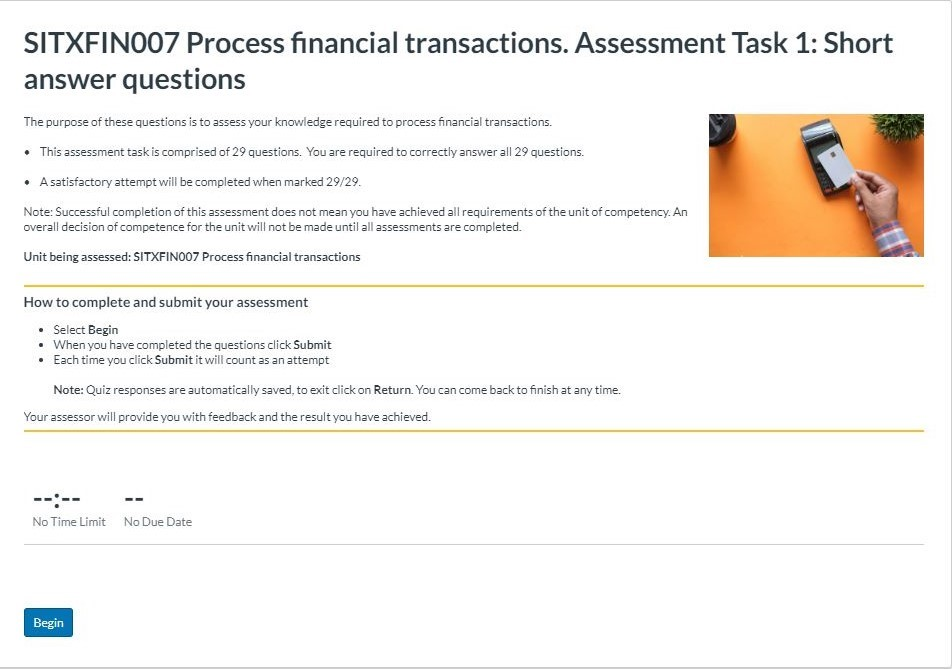 SITXFIN007 Process financial transactions. Assessment Task 1: Short
answer questions
The purpose of these questions is to assess your knowledge required to process financial transactions.
• This assessment task is comprised of 29 questions. You are required to correctly answer all 29 questions.
• A satisfactory attempt will be completed when marked 29/29.
Note: Successful completion of this assessment does not mean you have achieved all requirements of the unit of competency. An
overall decision of competence for the unit will not be made until all assessments are completed.
Unit being assessed: SITXFIN007 Process financial transactions
How to complete and submit your assessment
• Select Begin
• When you have completed the questions click Submit
• Each time you click Submit it will count as an attempt
Note: Quiz responses are automatically saved, to exit click on Return. You can come back to finish at any time.
Your assessor will provide you with feedback and the result you have achieved.
--:-- --
No Time Limit No Due Date
Begin